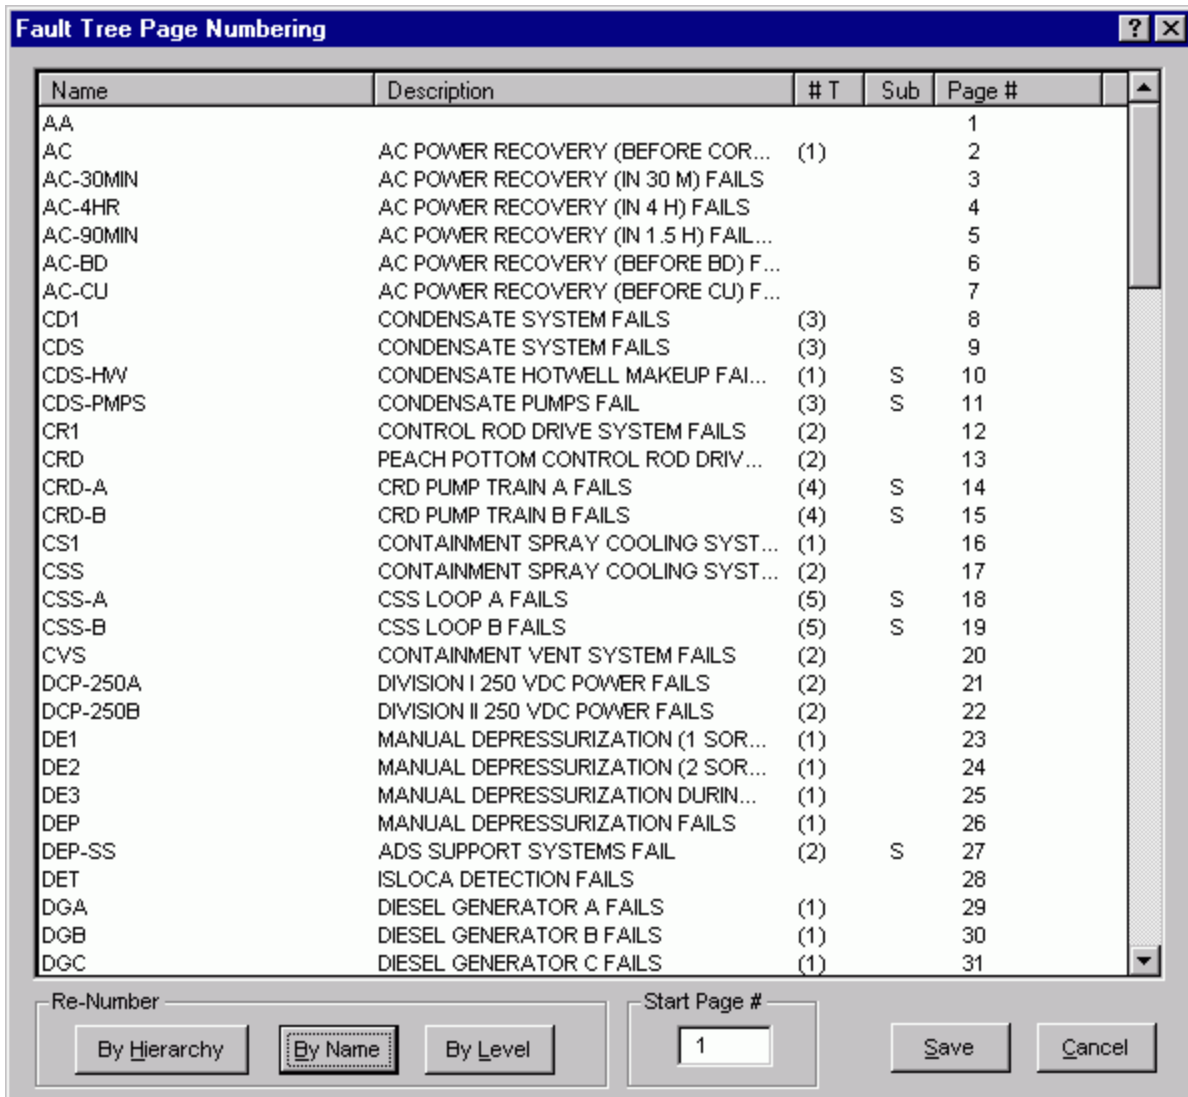 Fault Tree Page Numbering
Name Description # T Sub Page #
AA 1
AC AC POWER RECOVERY (BEFORE COR... (1) 2
AC-30MIN AC POWER RECOVERY (IN 30 M) FAILS 3
AC-4HR AC POWER RECOVERY (IN 4 H) FAILS 4
AC-90MIN AC POWER RECOVERY (IN 1.5 H) FAIL... 5
AC-BD AC POWER RECOVERY (BEFORE BD) F... 6
AC-CU AC POWER RECOVERY (BEFORE CU) F... 7
CD1 CONDENSATE SYSTEM FAILS (3) 8
CDS CONDENSATE SYSTEM FAILS (3) 9
CDS-HW CONDENSATE HOTWELL MAKEUP FAI... (1) S 10
CDS-PMPS CONDENSATE PUMPS FAIL (3) S 11
CR1 CONTROL ROD DRIVE SYSTEM FAILS (2) 12
CRD PEACH POTTOM CONTROL ROD DRIV... (2) 13
CRD-A CRD PUMP TRAIN A FAILS (4) S 14
CRD-B CRD PUMP TRAIN B FAILS (4) S 15
CS1 CONTAINMENT SPRAY COOLING SYST... (1) 16
CSS CONTAINMENT SPRAY COOLING SYST... (2) 17
CSS-A CSS LOOP A FAILS (5) S 18
CSS-B CSS LOOP B FAILS (5) S 19
CVS CONTAINMENT VENT SYSTEM FAILS (2) 20
DCP-250A DIVISION I 250 VDC POWER FAILS (2) 21
DCP-250B DIVISION II 250 VDC POWER FAILS (2) 22
DE1 MANUAL DEPRESSURIZATION (1 SOR... (1) 23
DE2 MANUAL DEPRESSURIZATION (2 SOR... (1) 24
DE3 MANUAL DEPRESSURIZATION DURIN... (1) 25
DEP MANUAL DEPRESSURIZATION FAILS (1) 26
DEP-SS ADS SUPPORT SYSTEMS FAIL (2) S 27
DET ISLOCA DETECTION FAILS 28
DGA DIESEL GENERATOR A FAILS (1) 29
DGB DIESEL GENERATOR B FAILS (1) 30
DGC DIESEL GENERATOR C FAILS (1) 31
Re-Number Start Page #
By Hierarchy By Name By Level 1 Save Cancel